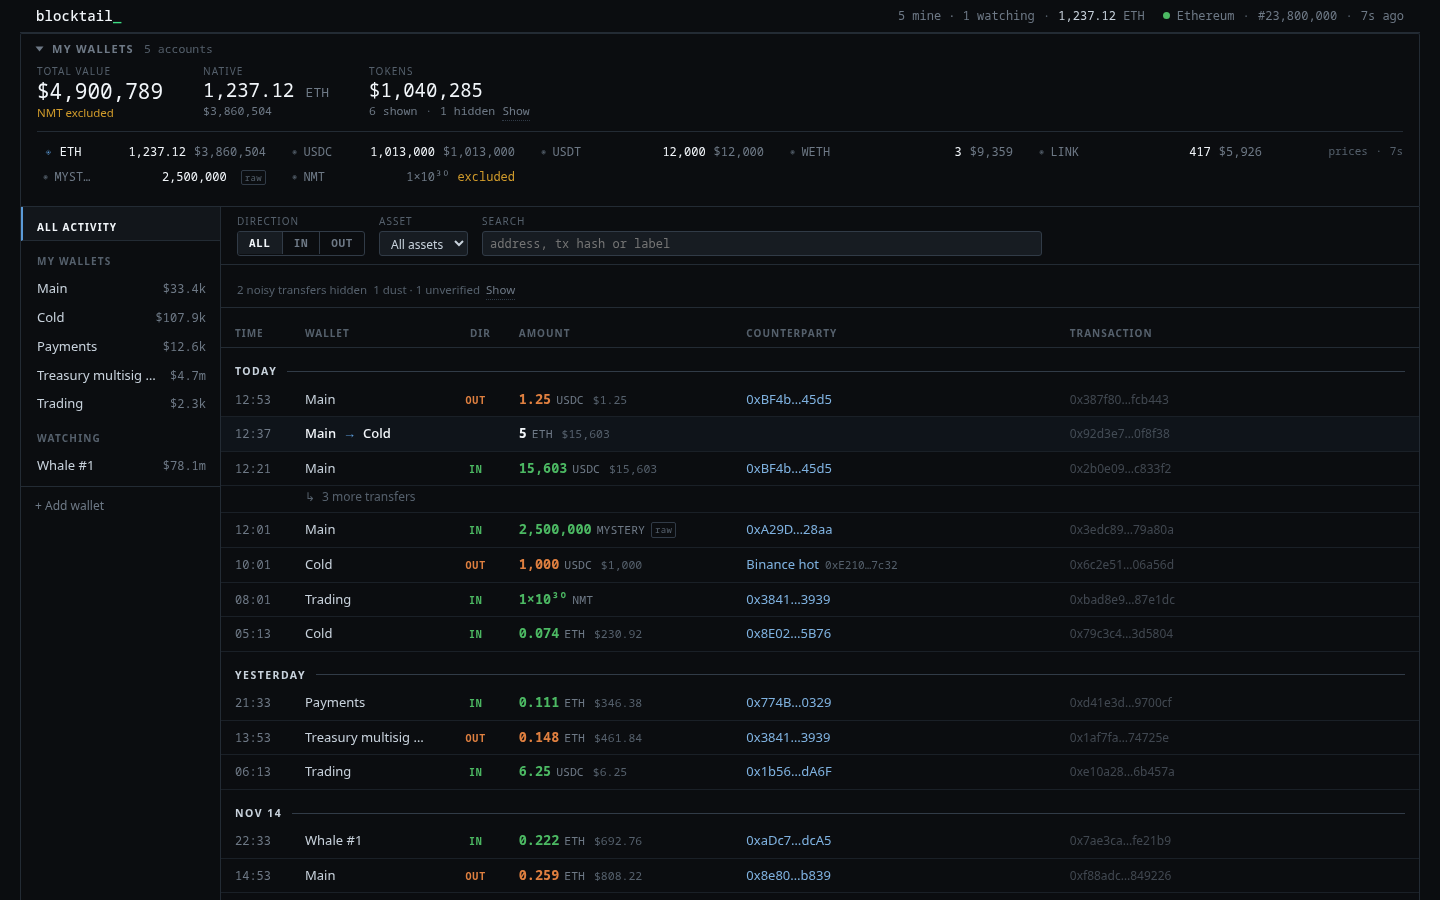 blocktail_
5 mine · 1 watching · 1,237.12 ETH Ethereum · #23,800,000 · 7s ago
MY WALLETS 5 accounts
TOTAL VALUE NATIVE TOKENS
$4,900,789 1,237.12 ETH $1,040,285
NMT excluded $3,860,504 6 shown · 1 hidden Show
ETH 1,237.12 $3,860,504 USDC 1,013,000 $1,013,000 USDT 12,000 $12,000 WETH 3 $9,359 LINK 417 $5,926 prices · 7s
MYST… 2,500,000 raw NMT 1×10³⁰ excluded
ALL ACTIVITY
MY WALLETS
Main $33.4k
Cold $107.9k
Payments $12.6k
Treasury multisig ... $4.7m
Trading $2.3k
WATCHING
Whale #1 $78.1m
+ Add wallet
DIRECTION ASSET SEARCH
ALL IN OUT All assets address, tx hash or label
2 noisy transfers hidden 1 dust · 1 unverified Show
TIME WALLET DIR AMOUNT COUNTERPARTY TRANSACTION
TODAY
12:53 Main OUT 1.25 USDC $1.25 0xBF4b…45d5 0x387f80…fcb443
12:37 Main → Cold 5 ETH $15,603 0x92d3e7…0f8f38
12:21 Main IN 15,603 USDC $15,603 0xBF4b…45d5 0x2b0e09…c833f2
↳ 3 more transfers
12:01 Main IN 2,500,000 MYSTERY raw 0xA29D…28aa 0x3edc89…79a80a
10:01 Cold OUT 1,000 USDC $1,000 Binance hot 0xE210…7c32 0x6c2e51…06a56d
08:01 Trading IN 1×10³⁰ NMT 0x3841…3939 0xbad8e9…87e1dc
05:13 Cold IN 0.074 ETH $230.92 0x8E02…5B76 0x79c3c4…3d5804
YESTERDAY
21:33 Payments IN 0.111 ETH $346.38 0x774B…0329 0xd41e3d…9700cf
13:53 Treasury multisig ... OUT 0.148 ETH $461.84 0x3841…3939 0x1af7fa…74725e
06:13 Trading IN 6.25 USDC $6.25 0x1b56…dA6F 0xe10a28…6b457a
NOV 14
22:33 Whale #1 IN 0.222 ETH $692.76 0xaDc7…dcA5 0x7ae3ca…fe21b9
14:53 Main OUT 0.259 ETH $808.22 0x8e80…b839 0xf88adc…849226